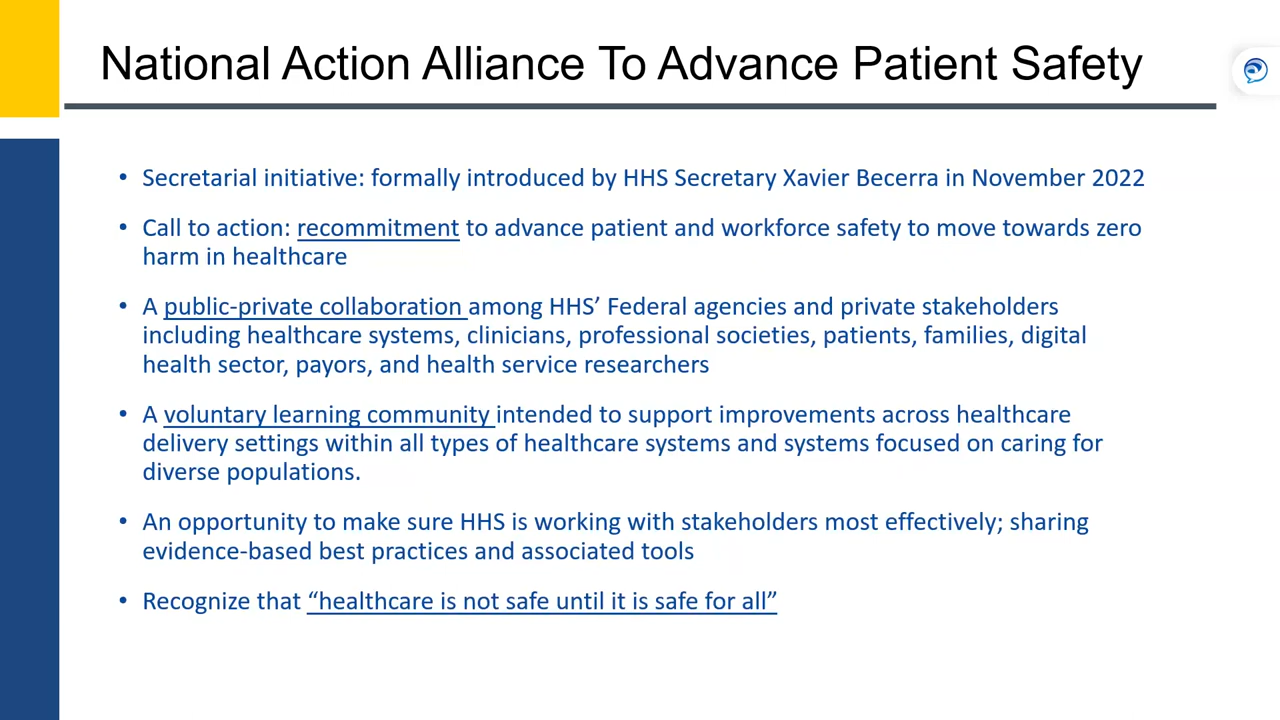 National Action Alliance To Advance Patient Safety
• Secretarial initiative: formally introduced by HHS Secretary Xavier Becerra in November 2022
• Call to action: recommitment to advance patient and workforce safety to move towards zero
harm in healthcare
• A public-private collaboration among HHS’ Federal agencies and private stakeholders
including healthcare systems, clinicians, professional societies, patients, families, digital
health sector, payors, and health service researchers
• A voluntary learning community intended to support improvements across healthcare
delivery settings within all types of healthcare systems and systems focused on caring for
diverse populations.
• An opportunity to make sure HHS is working with stakeholders most effectively; sharing
evidence-based best practices and associated tools
• Recognize that “healthcare is not safe until it is safe for all”